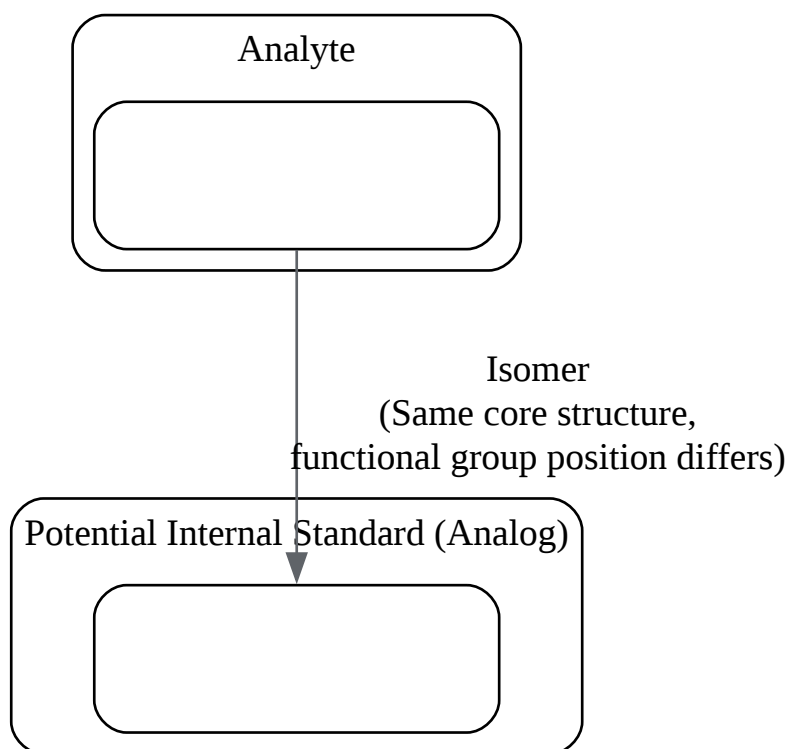 Analyte
Isomer
(Same core structure,
functional group position differs)
Potential Internal Standard (Analog)